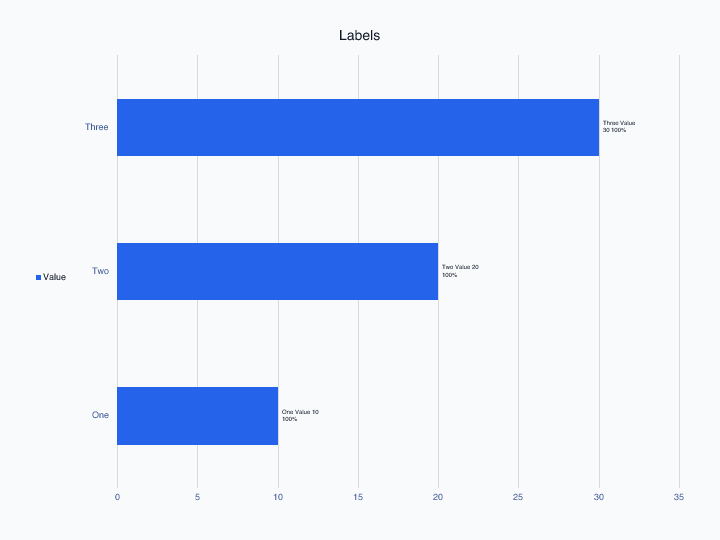 Labels
Three
Three Value
30 100%
Value
Two
Two Value 20
100%
One
One Value 10
100%
0 5 10 15 20 25 30 35